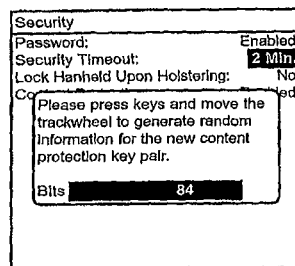 Security
Password: Enabled
Security Timeout: 2 Min.
Lock Handheld Upon Holstering: No
Please press keys and move the
trackwheel to generate random
information for the new content
protection key pair.
Bits 84